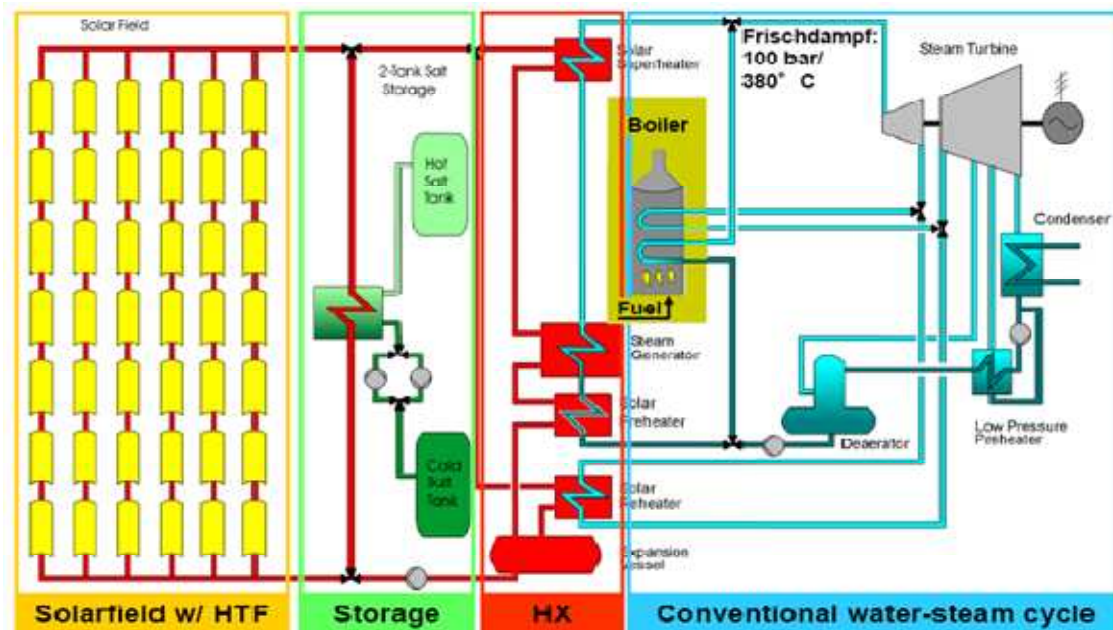 Solar Field
2-Tank Salt
Storage
Hot
Salt
Tank
Cold
Salt
Tank
Solar
Superheater
Boiler
Fuel
Steam
Generator
Solar
Preheater
Solar
Reheater
Expansion
Vessel
Frischdampf:
100 bar/
380° C
Steam Turbine
Condenser
Deaerator
Low Pressure
Preheater
Solarfield w/ HTF
Storage
HX
Conventional water-steam cycle